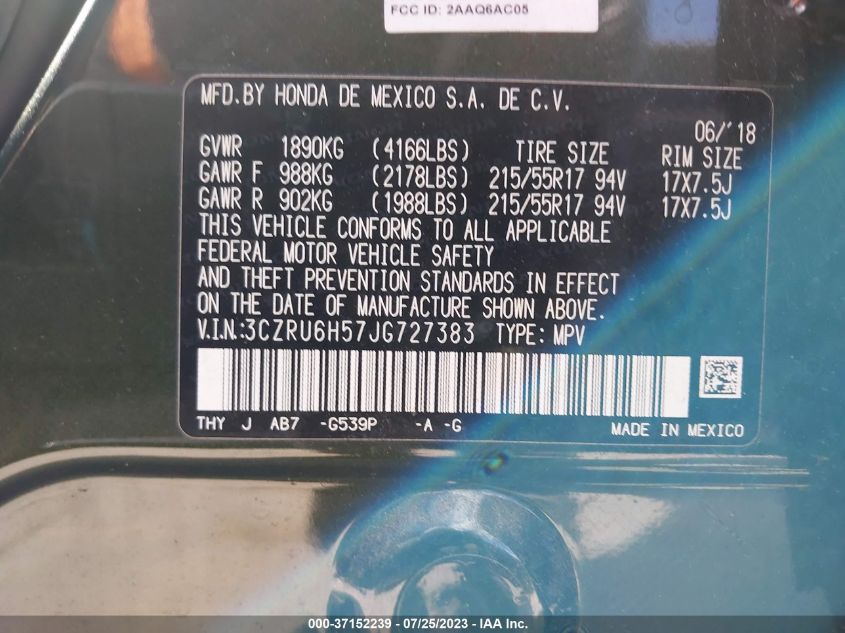 FCC ID: 2AAQ6AC05
MFD.BY HONDA DE MEXICO S.A. DE C.V.
06/'18
GVWR 1890KG (4166LBS) TIRE SIZE RIM SIZE
GAWR F 988KG (2178LBS) 215/55R17 94V 17X7.5J
GAWR R 902KG (1988LBS) 215/55R17 94V 17X7.5J
THIS VEHICLE CONFORMS TO ALL APPLICABLE
FEDERAL MOTOR VEHICLE SAFETY
AND THEFT PREVENTION STANDARDS IN EFFECT
ON THE DATE OF MANUFACTURE SHOWN ABOVE.
V.I.N.:3CZRU6H57JG727383 TYPE: MPV
THY J AB7 -G539P -A -G MADE IN MEXICO
000-37152239 - 07/25/2023 - IAA Inc.